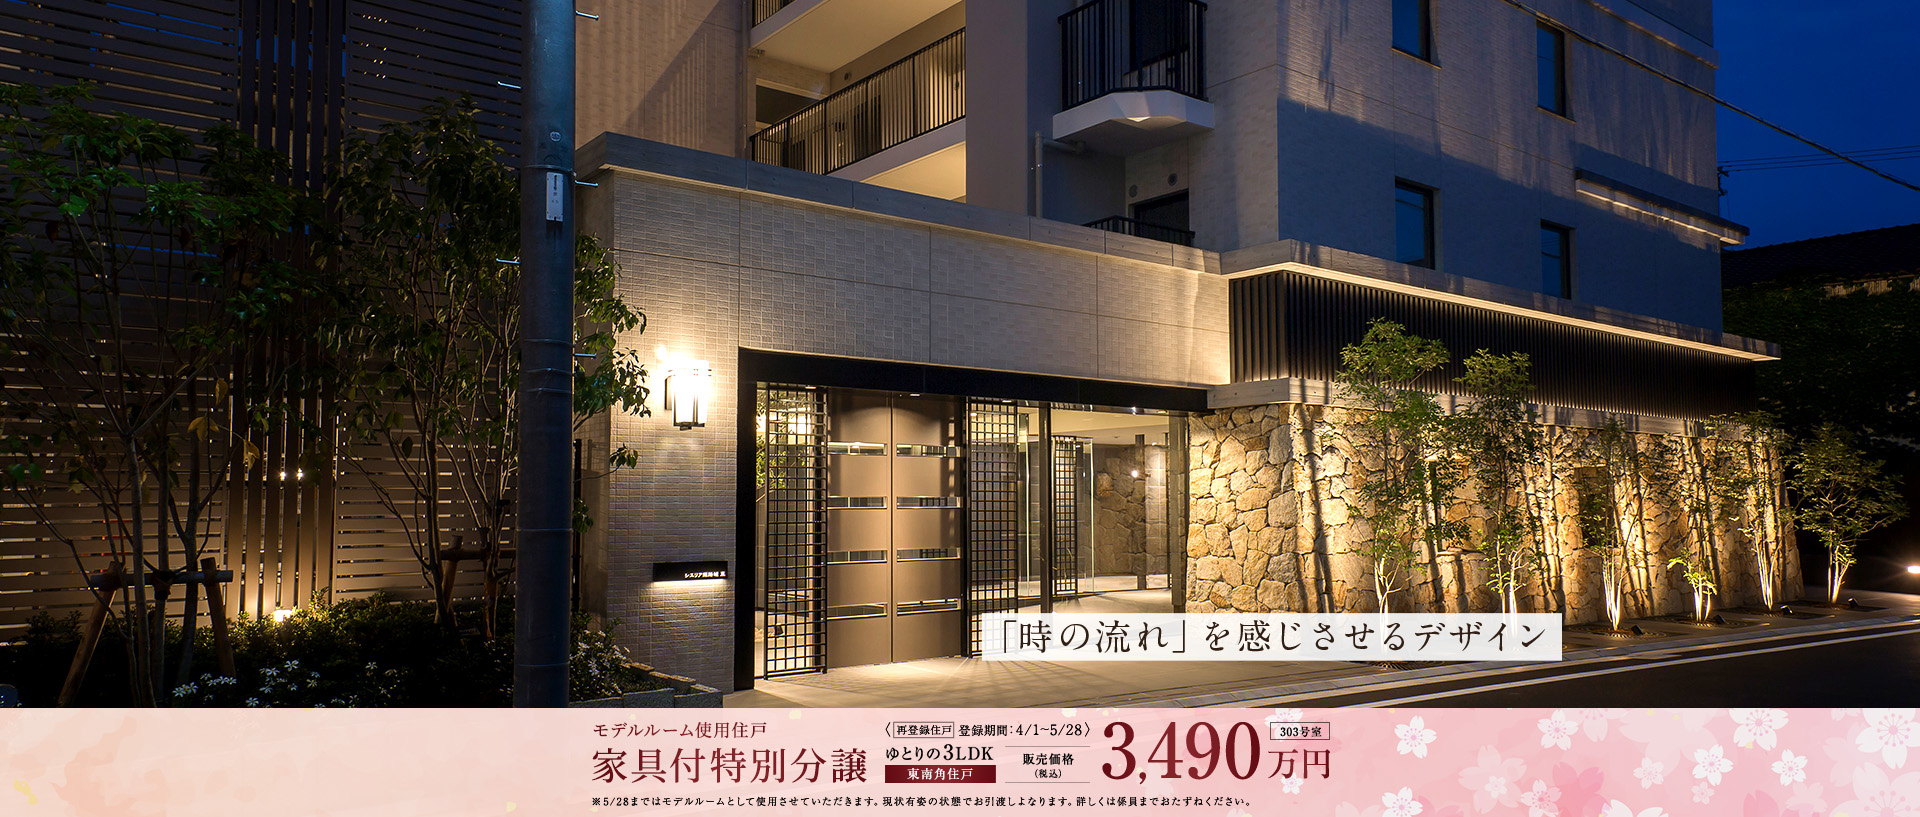 レスリア
「時の流れ」を感じさせるデザイン
モデルルーム使用住戸
家具付特別分譲
〈再登録住戸 登録期間：4/1~5/28〉
ゆとりの3LDK
東南角住戸
販売価格
（税込）
3,490万円
303号室
※5/28まではモデルルームとして使用させていただきます。現状有姿の状態でお引渡しよなります。詳しくは係員までおたずねください。